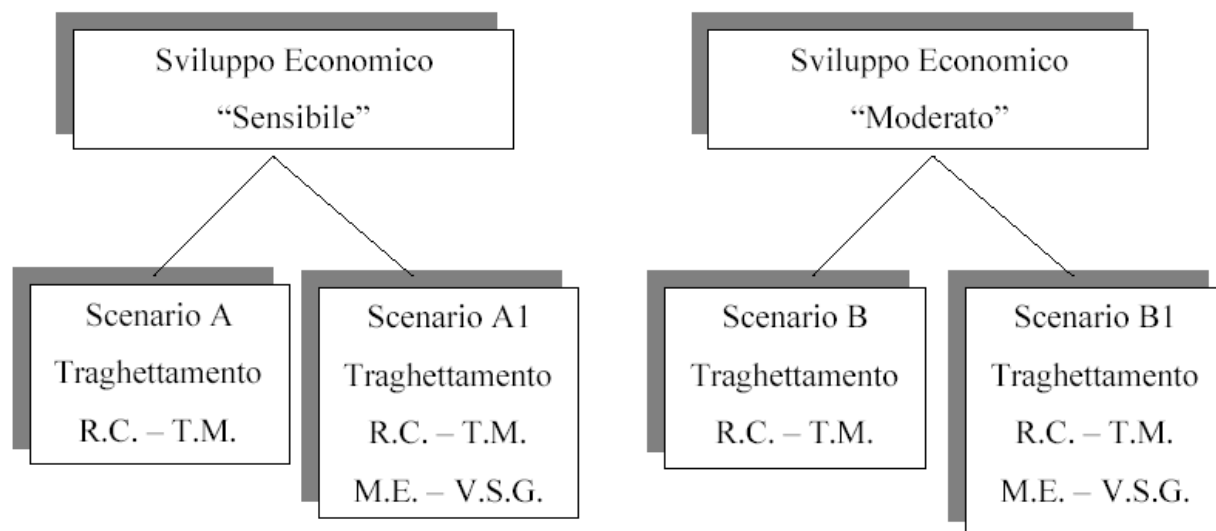 Sviluppo Economico
“Sensibile”
Sviluppo Economico
“Moderato”
Scenario A
Traghettamento
R.C. – T.M.
Scenario A1
Traghettamento
R.C. – T.M.
M.E. – V.S.G.
Scenario B
Traghettamento
R.C. – T.M.
Scenario B1
Traghettamento
R.C. – T.M.
M.E. – V.S.G.